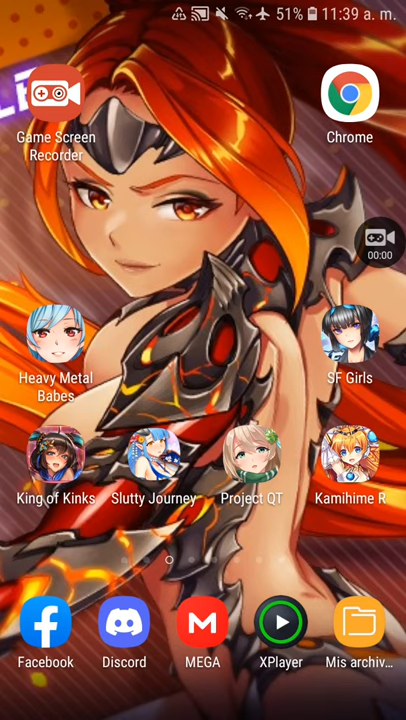 51% 11:39 a. m.
Game Screen
Recorder
Chrome
00:00
Heavy Metal
Babes
SF Girls
King of Kinks
Slutty Journey
Project QT
Kamihime R
Facebook
Discord
MEGA
XPlayer
Mis archiv...